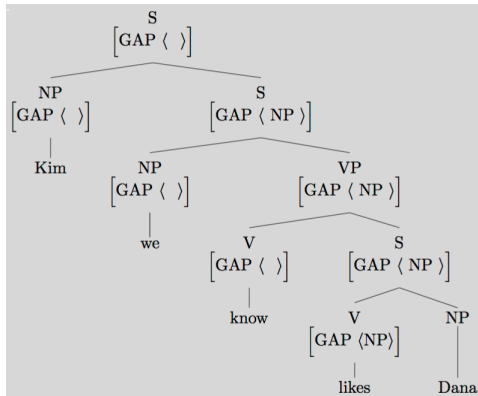 S
[GAP ⟨ ⟩]
NP S
[GAP ⟨ ⟩] [GAP ⟨ NP ⟩]
Kim NP VP
[GAP ⟨ ⟩] [GAP ⟨ NP ⟩]
we V S
[GAP ⟨ ⟩] [GAP ⟨ NP ⟩]
know V NP
[GAP ⟨NP⟩]
likes Dana